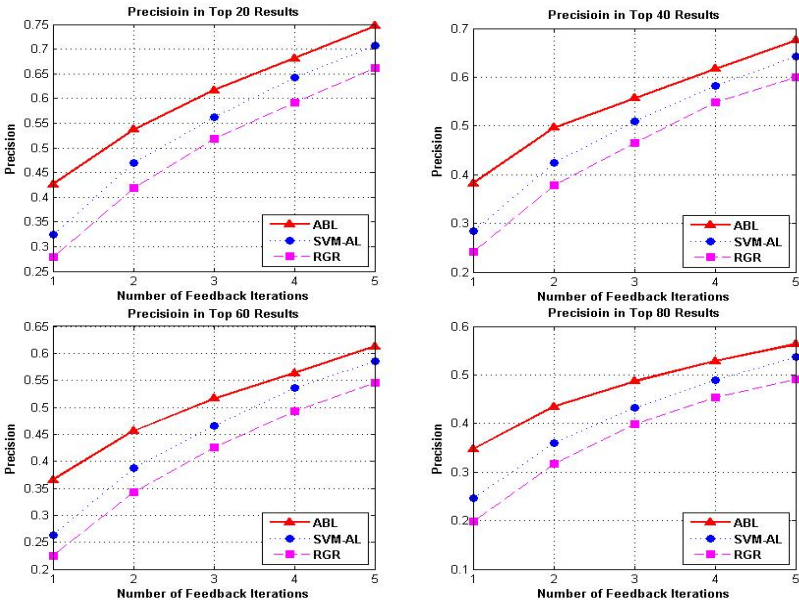 Precisioin in Top 20 Results
0.75
0.7
0.65
0.6
0.55
0.5
0.45
0.4
0.35
0.3
0.25
Precision
ABL
SVM-AL
RGR
1 2 3 4 5
Number of Feedback Iterations
Precisioin in Top 40 Results
0.7
0.6
0.5
0.4
0.3
0.2
Precision
ABL
SVM-AL
RGR
1 2 3 4 5
Number of Feedback Iterations
Precisioin in Top 60 Results
0.65
0.6
0.55
0.5
0.45
0.4
0.35
0.3
0.25
0.2
Precision
ABL
SVM-AL
RGR
1 2 3 4 5
Number of Feedback Iterations
Precisioin in Top 80 Results
0.6
0.5
0.4
0.3
0.2
0.1
Precision
ABL
SVM-AL
RGR
1 2 3 4 5
Number of Feedback Iterations